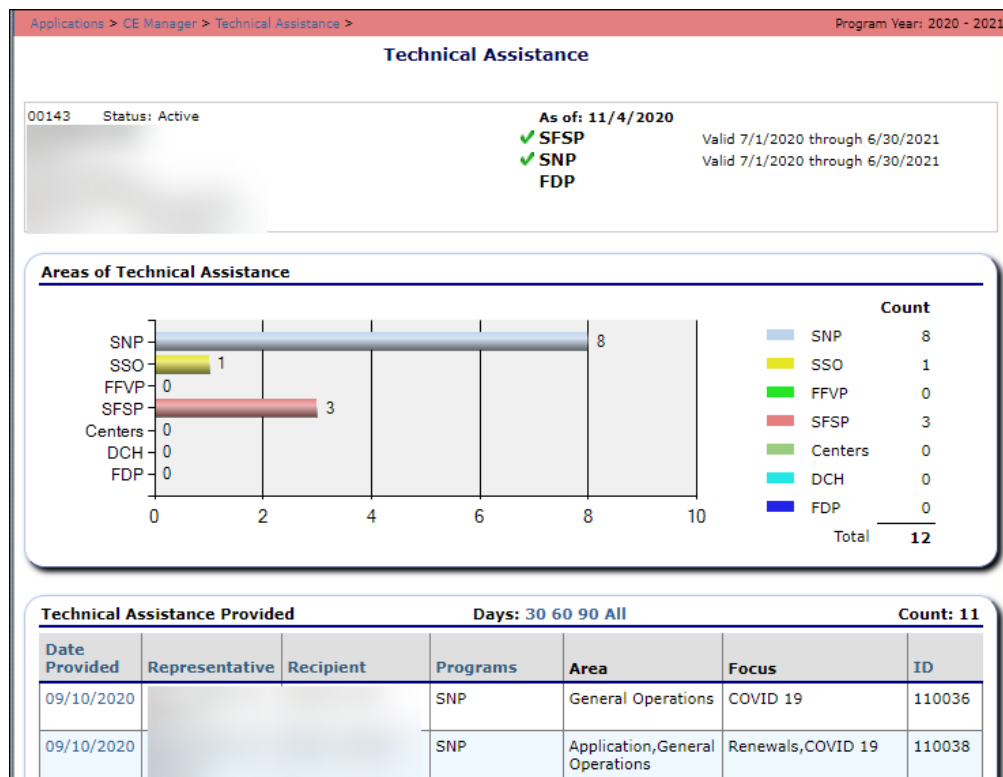 Applications > CE Manager > Technical Assistance > Program Year: 2020 - 2021
Technical Assistance
00143 Status: Active As of: 11/4/2020
SFSP Valid 7/1/2020 through 6/30/2021
SNP Valid 7/1/2020 through 6/30/2021
FDP
Areas of Technical Assistance
Count
SNP 8
SSO 1
FFVP 0
SFSP 3
Centers 0
DCH 0
FDP 0
0 2 4 6 8 10
SNP 8
SSO 1
FFVP 0
SFSP 3
Centers 0
DCH 0
FDP 0
Total 12
Technical Assistance Provided Days: 30 60 90 All Count: 11
Date
Provided Representative Recipient Programs Area Focus ID
09/10/2020 SNP General Operations COVID 19 110036
09/10/2020 SNP Application,General Renewals,COVID 19 110038
Operations